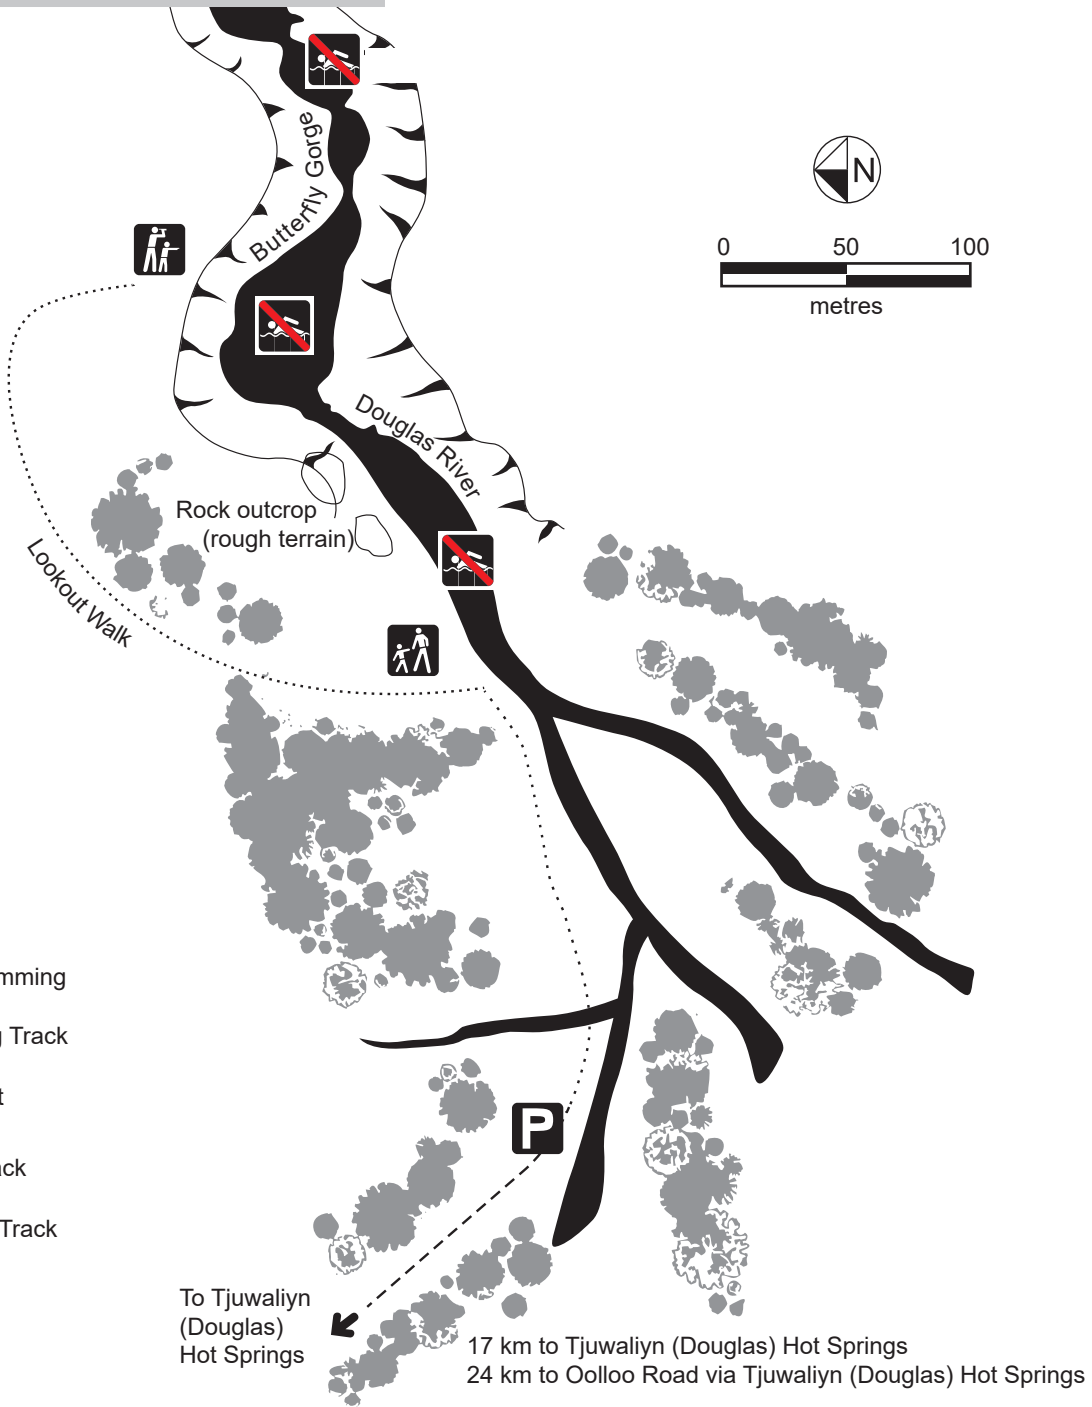 Butterfly Gorge
N
0 50 100
metres
Douglas River
Rock outcrop
(rough terrain)
Lookout Walk
mming
Track
t
ack
Track
P
To Tjuwaliyn
(Douglas)
Hot Springs
17 km to Tjuwaliyn (Douglas) Hot Springs
24 km to Oolloo Road via Tjuwaliyn (Douglas) Hot Springs